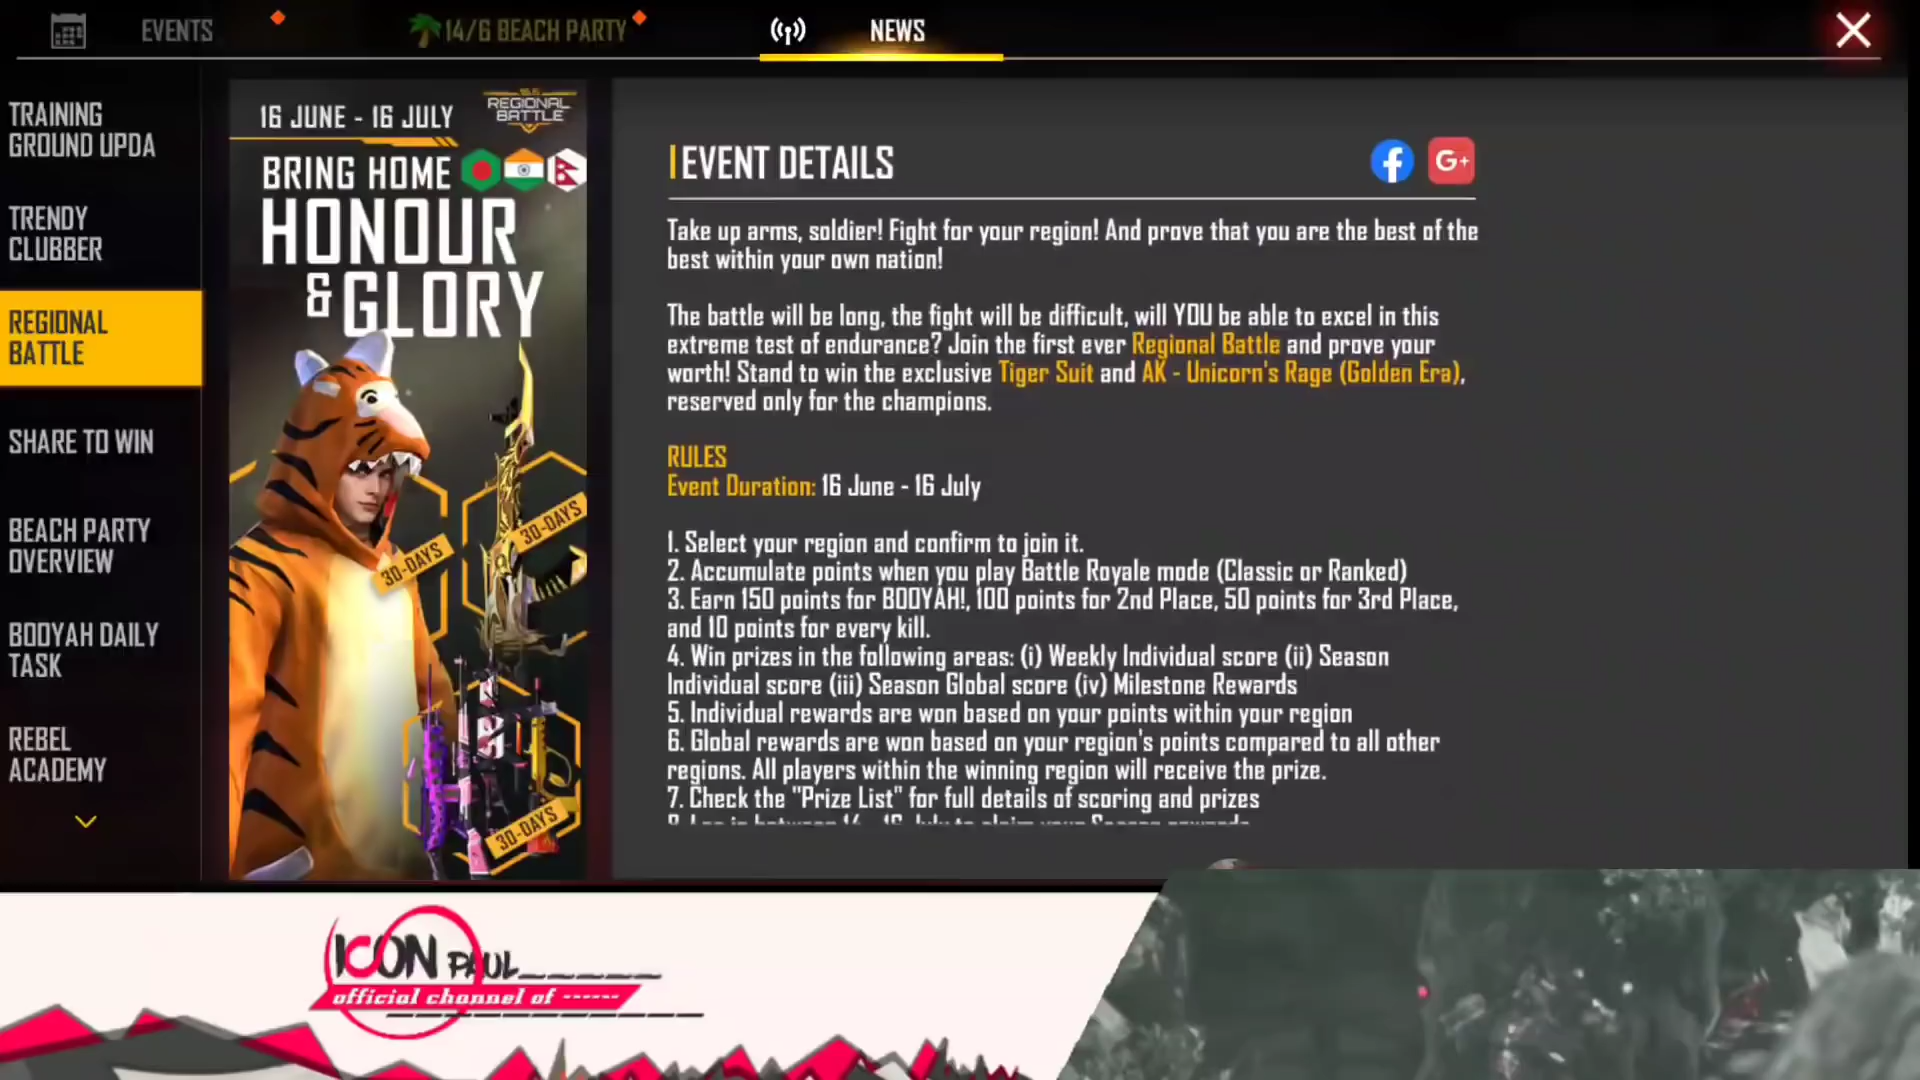 EVENTS
14/6 BEACH PARTY
NEWS
TRAINING
GROUND UPDA
TRENDY
CLUBBER
REGIONAL
BATTLE
SHARE TO WIN
BEACH PARTY
OVERVIEW
BOOYAH DAILY
TASK
REBEL
ACADEMY
16 JUNE - 16 JULY
REGIONAL
BATTLE
BRING HOME
HONOUR
& GLORY
30-DAYS
30-DAYS
30-DAYS
EVENT DETAILS
G+
Take up arms, soldier! Fight for your region! And prove that you are the best of the
best within your own nation!
The battle will be long, the fight will be difficult, will YOU be able to excel in this
extreme test of endurance? Join the first ever Regional Battle and prove your
worth! Stand to win the exclusive Tiger Suit and AK - Unicorn's Rage (Golden Era),
reserved only for the champions.
RULES
Event Duration: 16 June - 16 July
1. Select your region and confirm to join it.
2. Accumulate points when you play Battle Royale mode (Classic or Ranked)
3. Earn 150 points for BOOYAH!, 100 points for 2nd Place, 50 points for 3rd Place,
and 10 points for every kill.
4. Win prizes in the following areas: (i) Weekly Individual score (ii) Season
Individual score (iii) Season Global score (iv) Milestone Rewards
5. Individual rewards are won based on your points within your region
6. Global rewards are won based on your region's points compared to all other
regions. All players within the winning region will receive the prize.
7. Check the "Prize List" for full details of scoring and prizes
ICON PAUL
official channel of ------